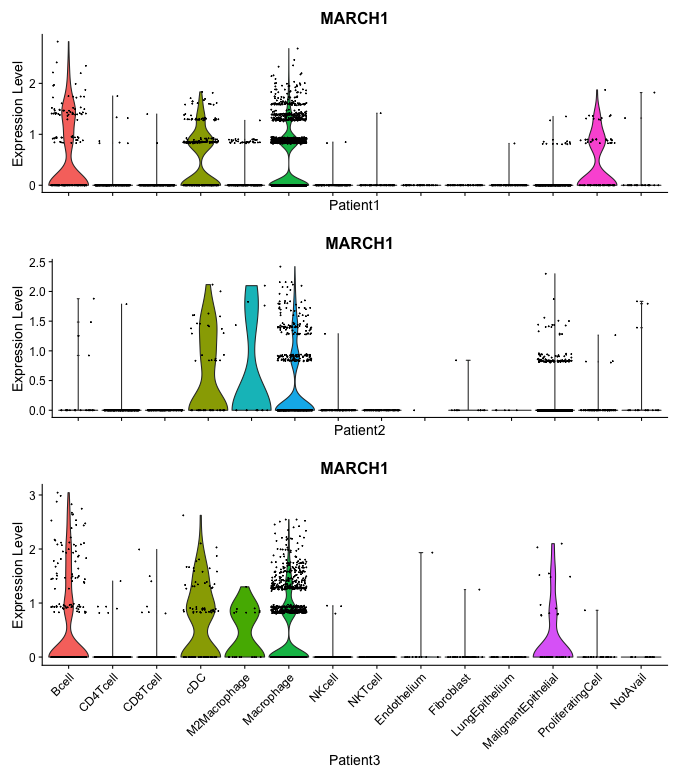 MARCH1
Expression Level
2
1
0
Patient1
MARCH1
Expression Level
2.5
2.0
1.5
1.0
0.5
0.0
Patient2
MARCH1
Expression Level
3
2
1
0
Bcell
CD4Tcell
CD8Tcell
cDC
M2Macrophage
Macrophage
NKcell
NKTcell
Endothelium
Fibroblast
LungEpithelium
MalignantEpithelial
ProliferatingCell
NotAvail
Patient3